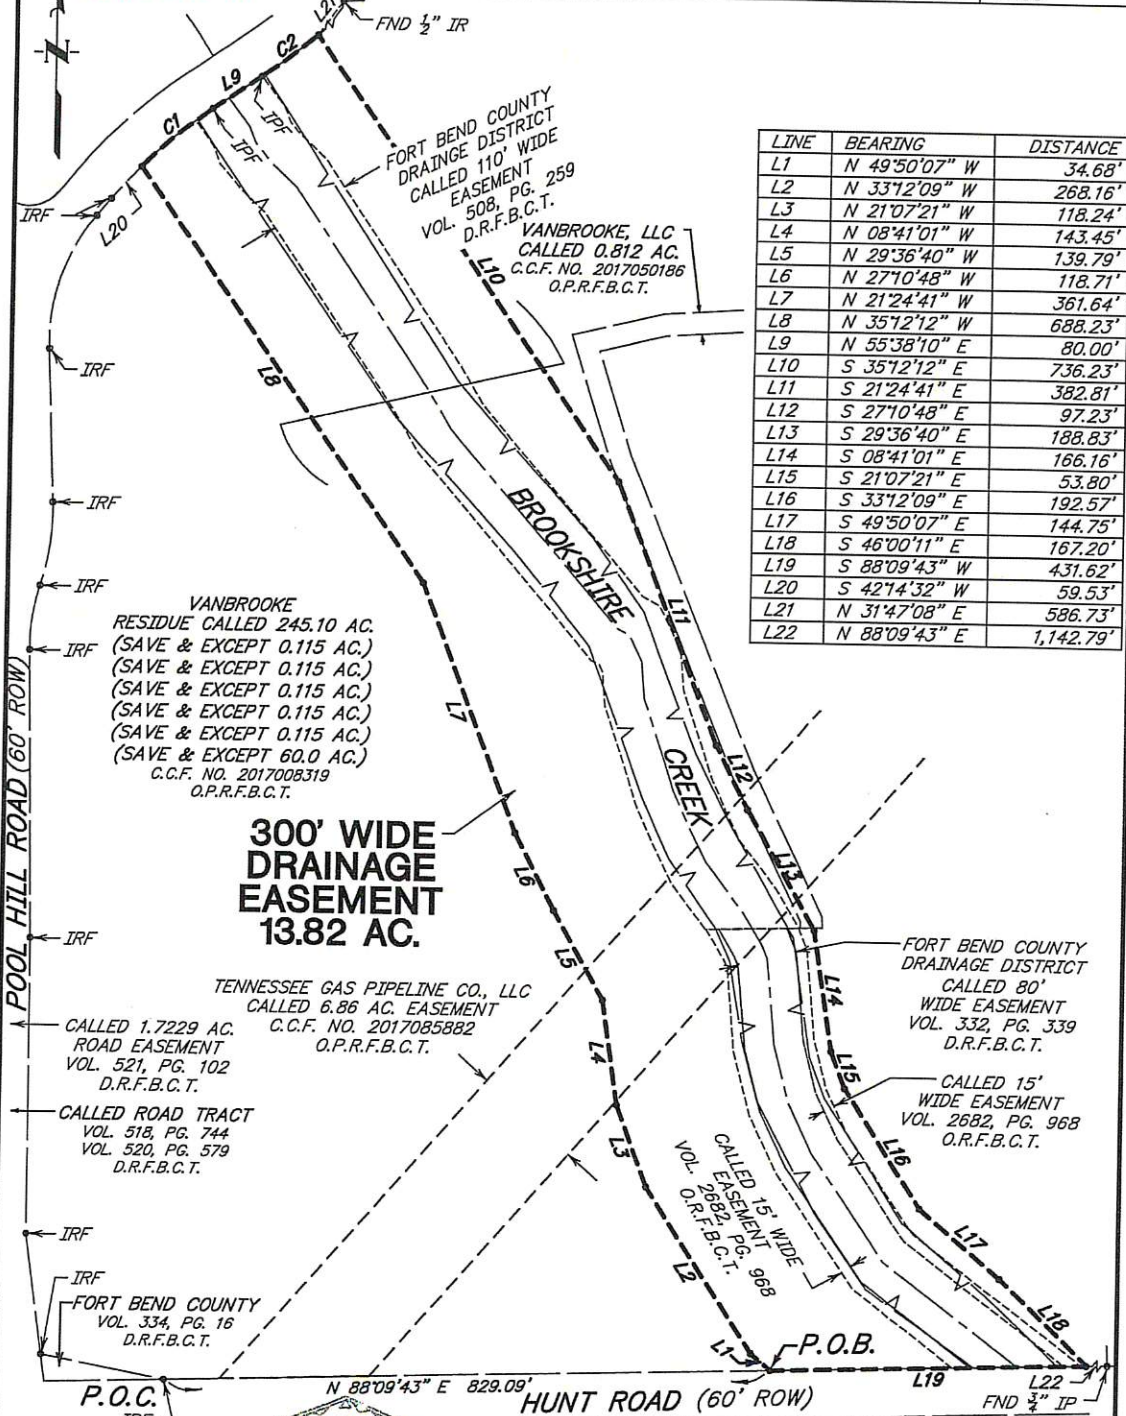 L21
FND 1/2" IR
N
C2
L9
C1
IPF
IPF
IRF
L20
FORT BEND COUNTY
DRAINGE DISTRICT
CALLED 110' WIDE
EASEMENT
VOL. 508, PG. 259
D.R.F.B.C.T.
VANBROOKE, LLC
CALLED 0.812 AC.
C.C.F. NO. 2017050186
O.P.R.F.B.C.T.
L10
LINE BEARING DISTANCE
L1 N 49°50'07" W 34.68'
L2 N 33°12'09" W 268.16'
L3 N 21°07'21" W 118.24'
L4 N 08°41'01" W 143.45'
L5 N 29°36'40" W 139.79'
L6 N 27°10'48" W 118.71'
L7 N 21°24'41" W 361.64'
L8 N 35°12'12" W 688.23'
L9 N 55°38'10" E 80.00'
L10 S 35°12'12" E 736.23'
L11 S 21°24'41" E 382.81'
L12 S 27°10'48" E 97.23'
L13 S 29°36'40" E 188.83'
L14 S 08°41'01" E 166.16'
L15 S 21°07'21" E 53.80'
L16 S 33°12'09" E 192.57'
L17 S 49°50'07" E 144.75'
L18 S 46°00'11" E 167.20'
L19 S 88°09'43" W 431.62'
L20 S 42°14'32" W 59.53'
L21 N 31°47'08" E 586.73'
L22 N 88°09'43" E 1,142.79'
IRF
L8
IRF
BROOKSHIRE
IRF
L11
VANBROOKE
RESIDUE CALLED 245.10 AC.
(SAVE & EXCEPT 0.115 AC.)
(SAVE & EXCEPT 0.115 AC.)
(SAVE & EXCEPT 0.115 AC.)
(SAVE & EXCEPT 0.115 AC.)
(SAVE & EXCEPT 0.115 AC.)
(SAVE & EXCEPT 60.0 AC.)
C.C.F. NO. 2017008319
O.P.R.F.B.C.T.
IRF
L7
L12
CREEK
POOL HILL ROAD (60' ROW)
300' WIDE
DRAINAGE
EASEMENT
13.82 AC.
L6
L13
IRF
L5
TENNESSEE GAS PIPELINE CO., LLC
CALLED 6.86 AC. EASEMENT
C.C.F. NO. 2017085882
O.P.R.F.B.C.T.
FORT BEND COUNTY
DRAINAGE DISTRICT
CALLED 80'
WIDE EASEMENT
VOL. 332, PG. 339
D.R.F.B.C.T.
L14
CALLED 1.7229 AC.
ROAD EASEMENT
VOL. 521, PG. 102
D.R.F.B.C.T.
L4
L15
CALLED 15'
WIDE EASEMENT
VOL. 2682, PG. 968
O.R.F.B.C.T.
CALLED ROAD TRACT
VOL. 518, PG. 744
VOL. 520, PG. 579
D.R.F.B.C.T.
L3
L16
CALLED 15' WIDE
EASEMENT
VOL. 2682, PG. 968
O.R.F.B.C.T.
IRF
L17
L2
IRF
FORT BEND COUNTY
VOL. 334, PG. 16
D.R.F.B.C.T.
L18
L1
P.O.B.
L19
L22
FND 3/4" IP
P.O.C.
N 88°09'43" E 829.09'
HUNT ROAD (60' ROW)